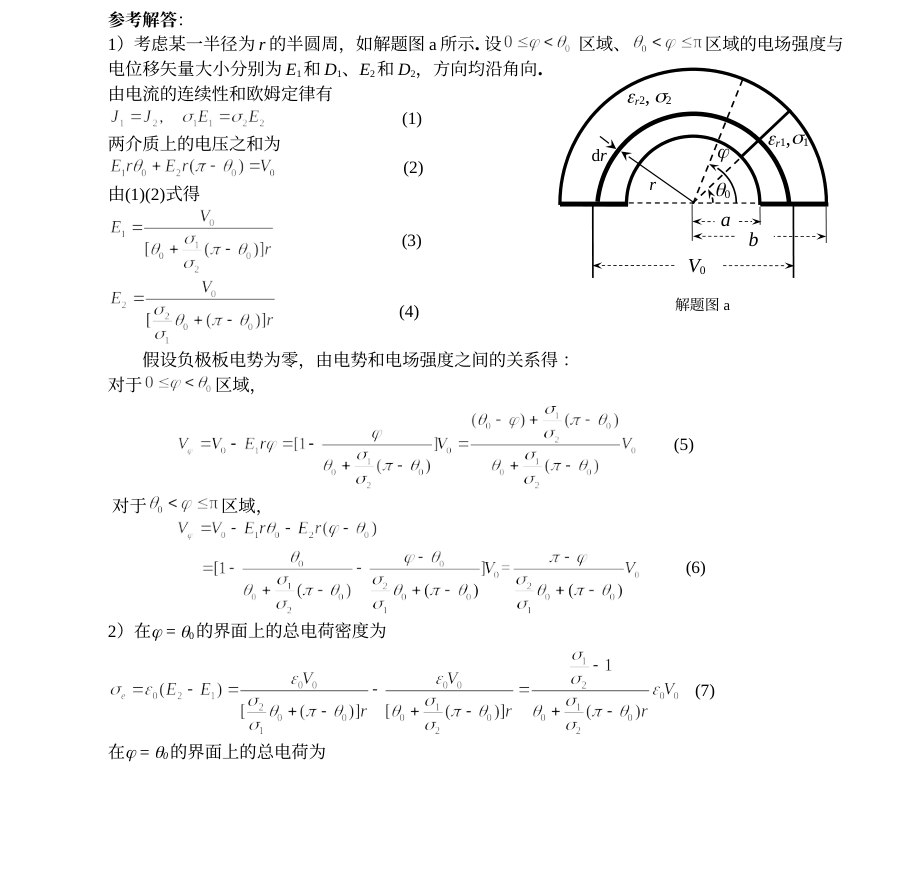 参考解答：
1）考虑某一半径为 r 的半圆周，如解题图 a 所示. 设 0 ≤ φ < θ₀ 区域、θ₀ < φ ≤ π 区域的电场强度与
电位移矢量大小分别为 E₁ 和 D₁、E₂ 和 D₂，方向均沿角向.
由电流的连续性和欧姆定律有
J₁ = J₂, σ₁E₁ = σ₂E₂ (1)
两介质上的电压之和为
E₁rθ₀ + E₂r(π − θ₀) = V₀ (2)
由(1)(2)式得
E₁ = V₀ / {[θ₀ + (σ₁/σ₂)(π − θ₀)]r} (3)
E₂ = V₀ / {[(σ₂/σ₁)θ₀ + (π − θ₀)]r} (4)
εr2, σ2
εr1, σ1
dr
φ
r
θ₀
a
b
V₀
解题图 a
假设负极板电势为零，由电势和电场强度之间的关系得：
对于 0 ≤ φ < θ₀ 区域，
Vφ = V₀ − E₁rφ = [1 − φ / (θ₀ + (σ₁/σ₂)(π − θ₀))]V₀ = [(θ₀ − φ) + (σ₁/σ₂)(π − θ₀)] / [θ₀ + (σ₁/σ₂)(π − θ₀)] V₀ (5)
对于 θ₀ < φ ≤ π 区域，
Vφ = V₀ − E₁rθ₀ − E₂r(φ − θ₀)
= [1 − θ₀ / (θ₀ + (σ₁/σ₂)(π − θ₀)) − (φ − θ₀) / ((σ₂/σ₁)θ₀ + (π − θ₀))]V₀ = (π − φ) / ((σ₂/σ₁)θ₀ + (π − θ₀)) V₀ (6)
2）在φ = θ₀的界面上的总电荷密度为
σₑ = ε₀(E₂ − E₁) = ε₀V₀ / {[(σ₂/σ₁)θ₀ + (π − θ₀)]r} − ε₀V₀ / {[θ₀ + (σ₁/σ₂)(π − θ₀)]r} = (σ₁/σ₂ − 1) / (θ₀ + (σ₁/σ₂)(π − θ₀)r) ε₀V₀ (7)
在φ = θ₀的界面上的总电荷为